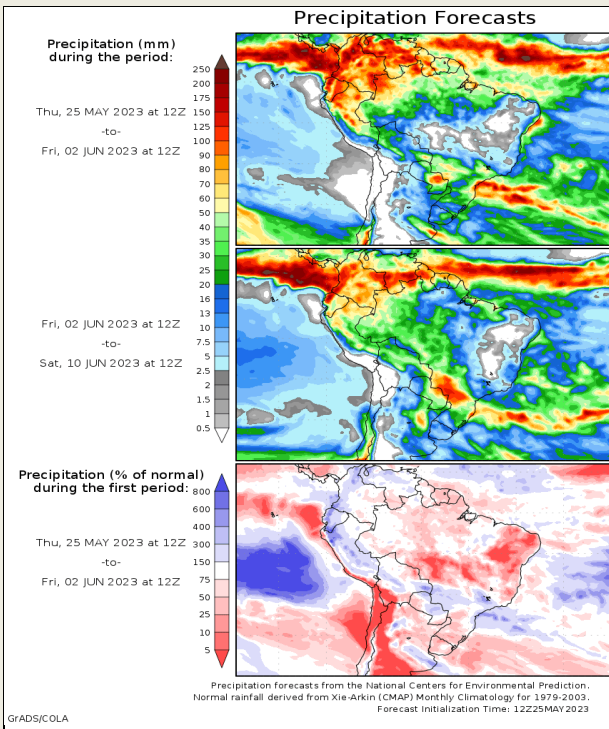 Precipitation Forecasts
Precipitation (mm)
during the period:
Thu, 25 MAY 2023 at 12Z
-to-
Fri, 02 JUN 2023 at 12Z
250
200
175
150
125
100
90
80
70
60
50
40
35
30
25
20
16
13
10
7.5
5
2.5
2
1.5
1
0.5
Fri, 02 JUN 2023 at 12Z
-to-
Sat, 10 JUN 2023 at 12Z
Precipitation (% of normal)
during the first period:
Thu, 25 MAY 2023 at 12Z
-to-
Fri, 02 JUN 2023 at 12Z
800
600
400
300
150
75
50
25
10
5
Precipitation forecasts from the National Centers for Environmental Prediction.
Normal rainfall derived from Xie-Arkin (CMAP) Monthly Climatology for 1979-2003.
Forecast Initialization Time: 12Z25MAY2023
GrADS/COLA